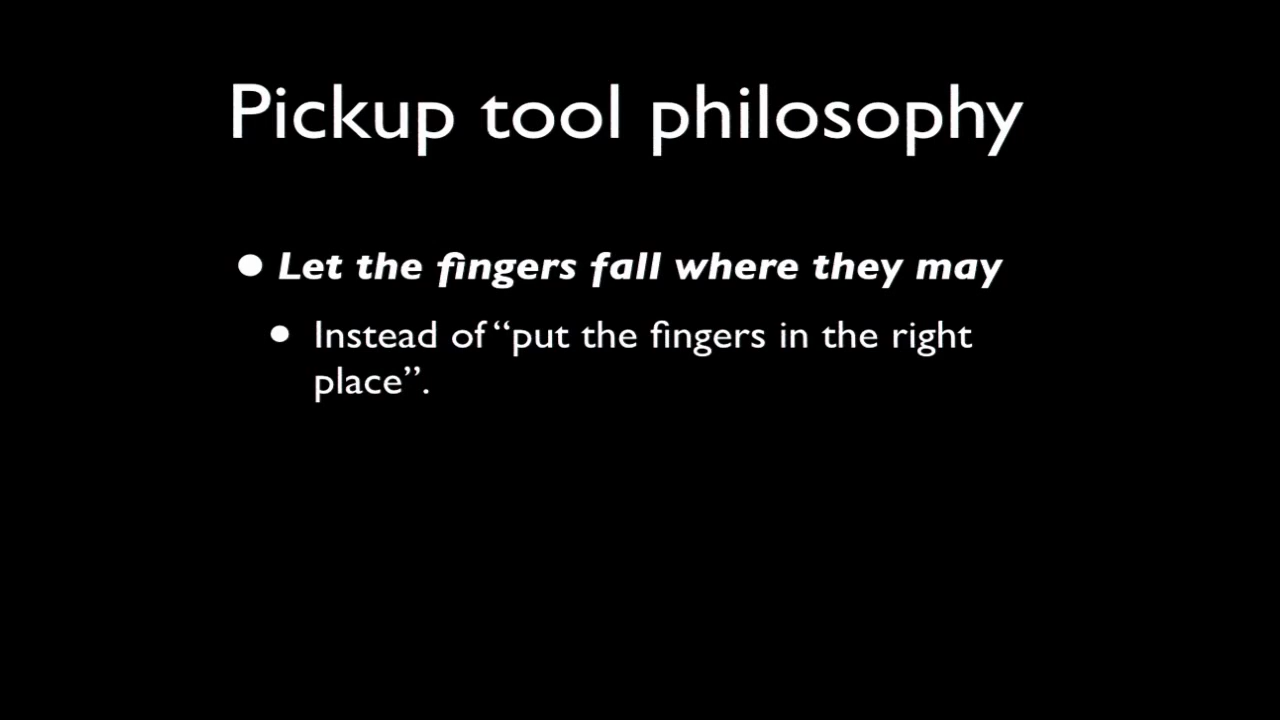 Pickup tool philosophy
• Let the fingers fall where they may
• Instead of “put the fingers in the right
place”.